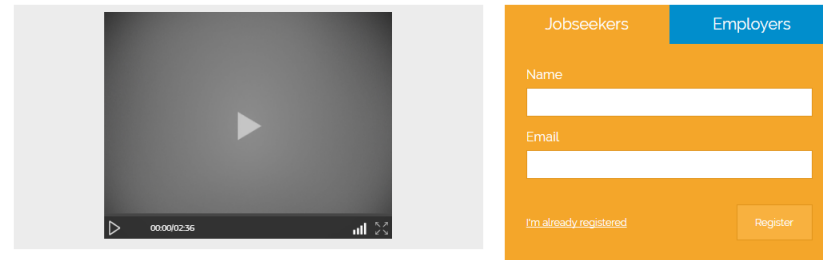 Jobseekers Employers
Name
Email
I'm already registered Register
00:00/02:36